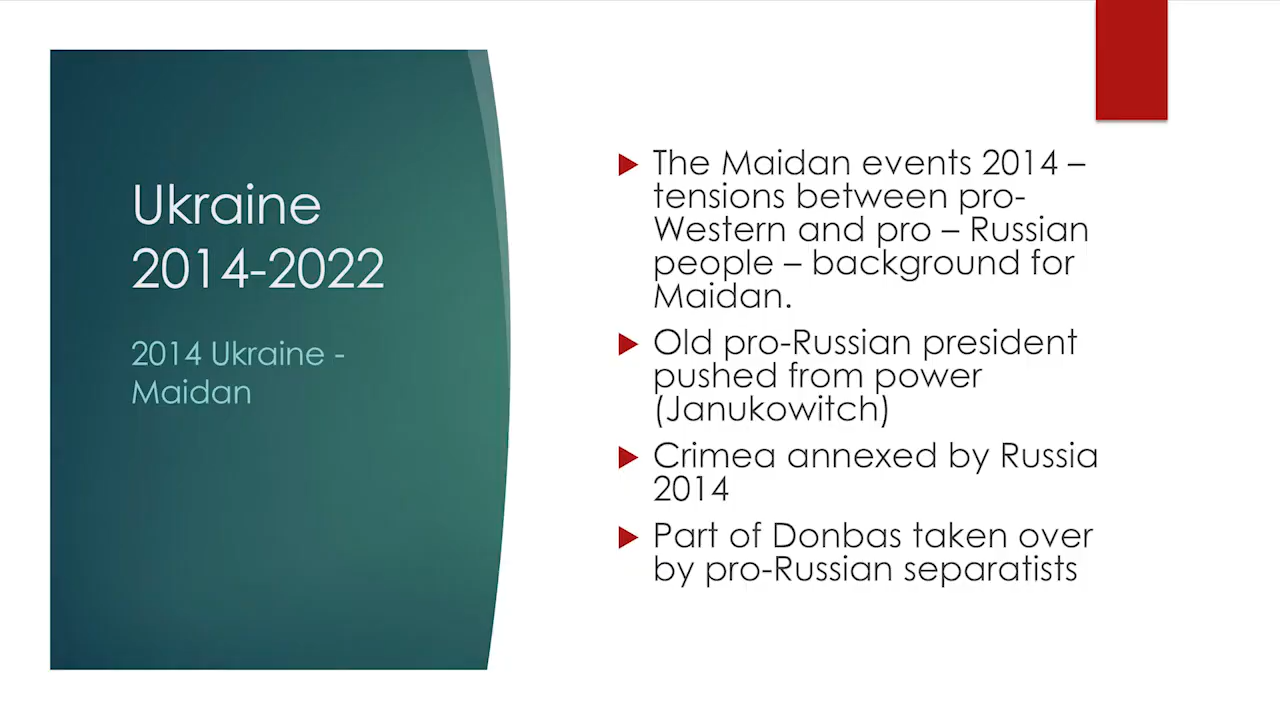 Ukraine
2014-2022
2014 Ukraine -
Maidan
The Maidan events 2014 –
tensions between pro-
Western and pro – Russian
people – background for
Maidan.
Old pro-Russian president
pushed from power
(Janukowitch)
Crimea annexed by Russia
2014
Part of Donbas taken over
by pro-Russian separatists